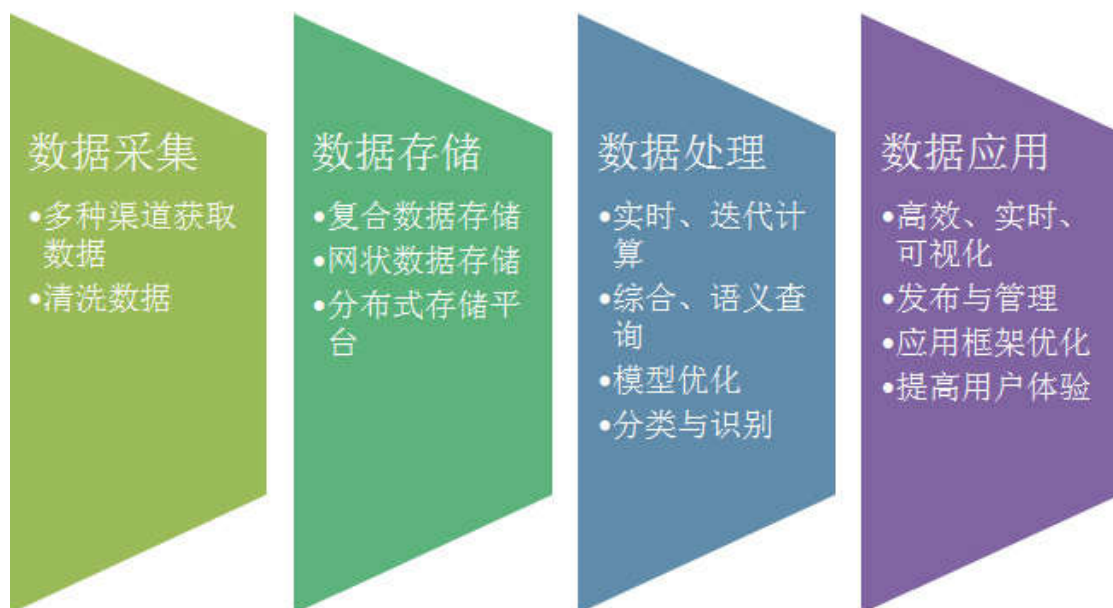 数据采集
•多种渠道获取
数据
•清洗数据
数据存储
•复合数据存储
•网状数据存储
•分布式存储平
台
数据处理
•实时、迭代计
算
•综合、语义查
询
•模型优化
•分类与识别
数据应用
•高效、实时、
可视化
•发布与管理
•应用框架优化
•提高用户体验